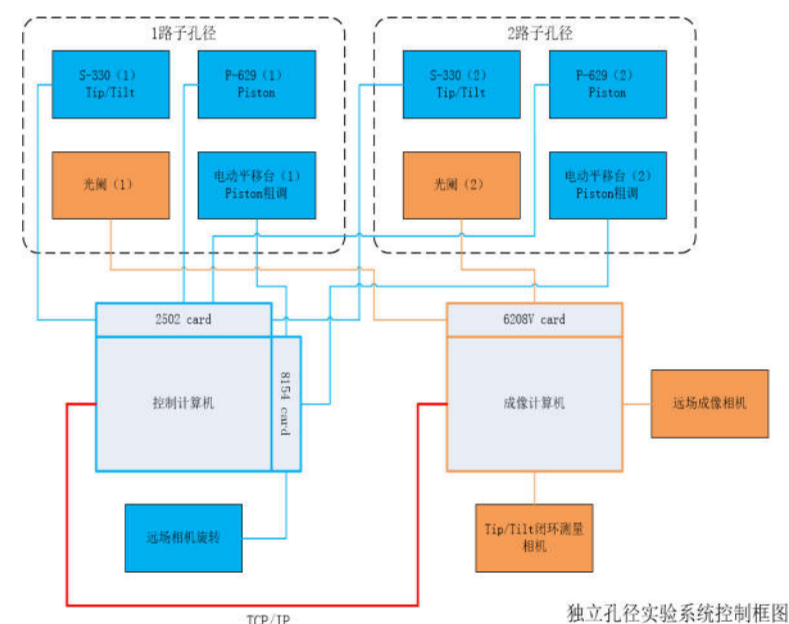 1路子孔径
2路子孔径
S-330（1）
Tip/Tilt
P-629（1）
Piston
S-330（2）
Tip/Tilt
P-629（2）
Piston
光阑（1）
电动平移台（1）
Piston粗调
光阑（2）
电动平移台（2）
Piston粗调
2502 card
6208V card
控制计算机
8154 card
成像计算机
远场成像相机
远场相机旋转
Tip/Tilt闭环测量
相机
TCP/IP
独立孔径实验系统控制框图